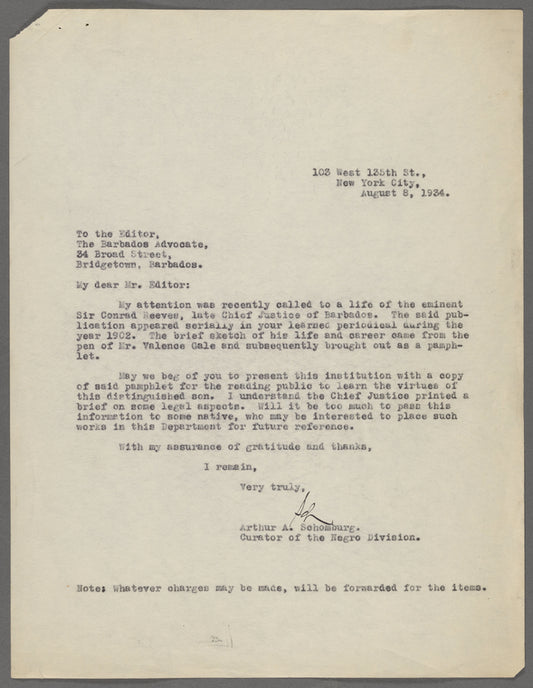 103 West 135th St.,
New York City,
August 8, 1934.
To the Editor,
The Barbados Advocate,
34 Broad Street,
Bridgetown, Barbados.
My dear Mr. Editor:
My attention was recently called to a life of the eminent
Sir Conrad Reeves, late Chief Justice of Barbados. The said pub-
lication appeared serially in your learned periodical during the
year 1902. The brief sketch of his life and career came from the
pen of Mr. Valence Gale and subsequently brought out as a pamph-
let.
May we beg of you to present this institution with a copy
of said pamphlet for the reading public to learn the virtues of
this distinguished son. I understand the Chief Justice printed a
brief on some legal aspects. Will it be too much to pass this
information to some native, who may be interested to place such
works in this Department for future reference.
With my assurance of gratitude and thanks,
I remain,
Very truly,
Arthur A. Schomburg.
Curator of the Negro Division.
Note: Whatever charges may be made, will be forwarded for the items.